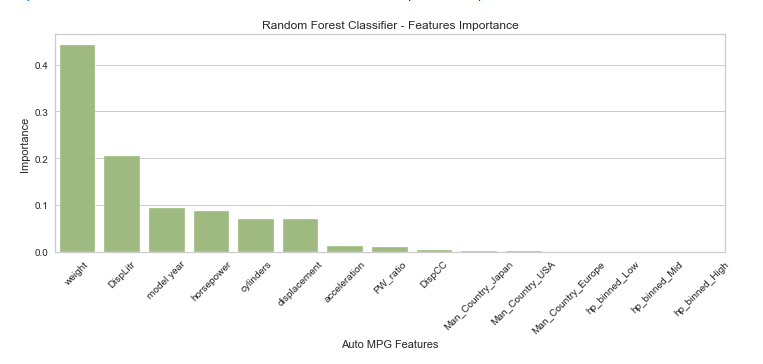 Random Forest Classifier - Features Importance
Importance
0.4
0.3
0.2
0.1
0.0
weight
DispLitr
model year
horsepower
cylinders
displacement
acceleration
PW_ratio
DispCC
Man_Country_Japan
Man_Country_USA
Man_Country_Europe
hp_binned_Low
hp_binned_Mid
hp_binned_High
Auto MPG Features